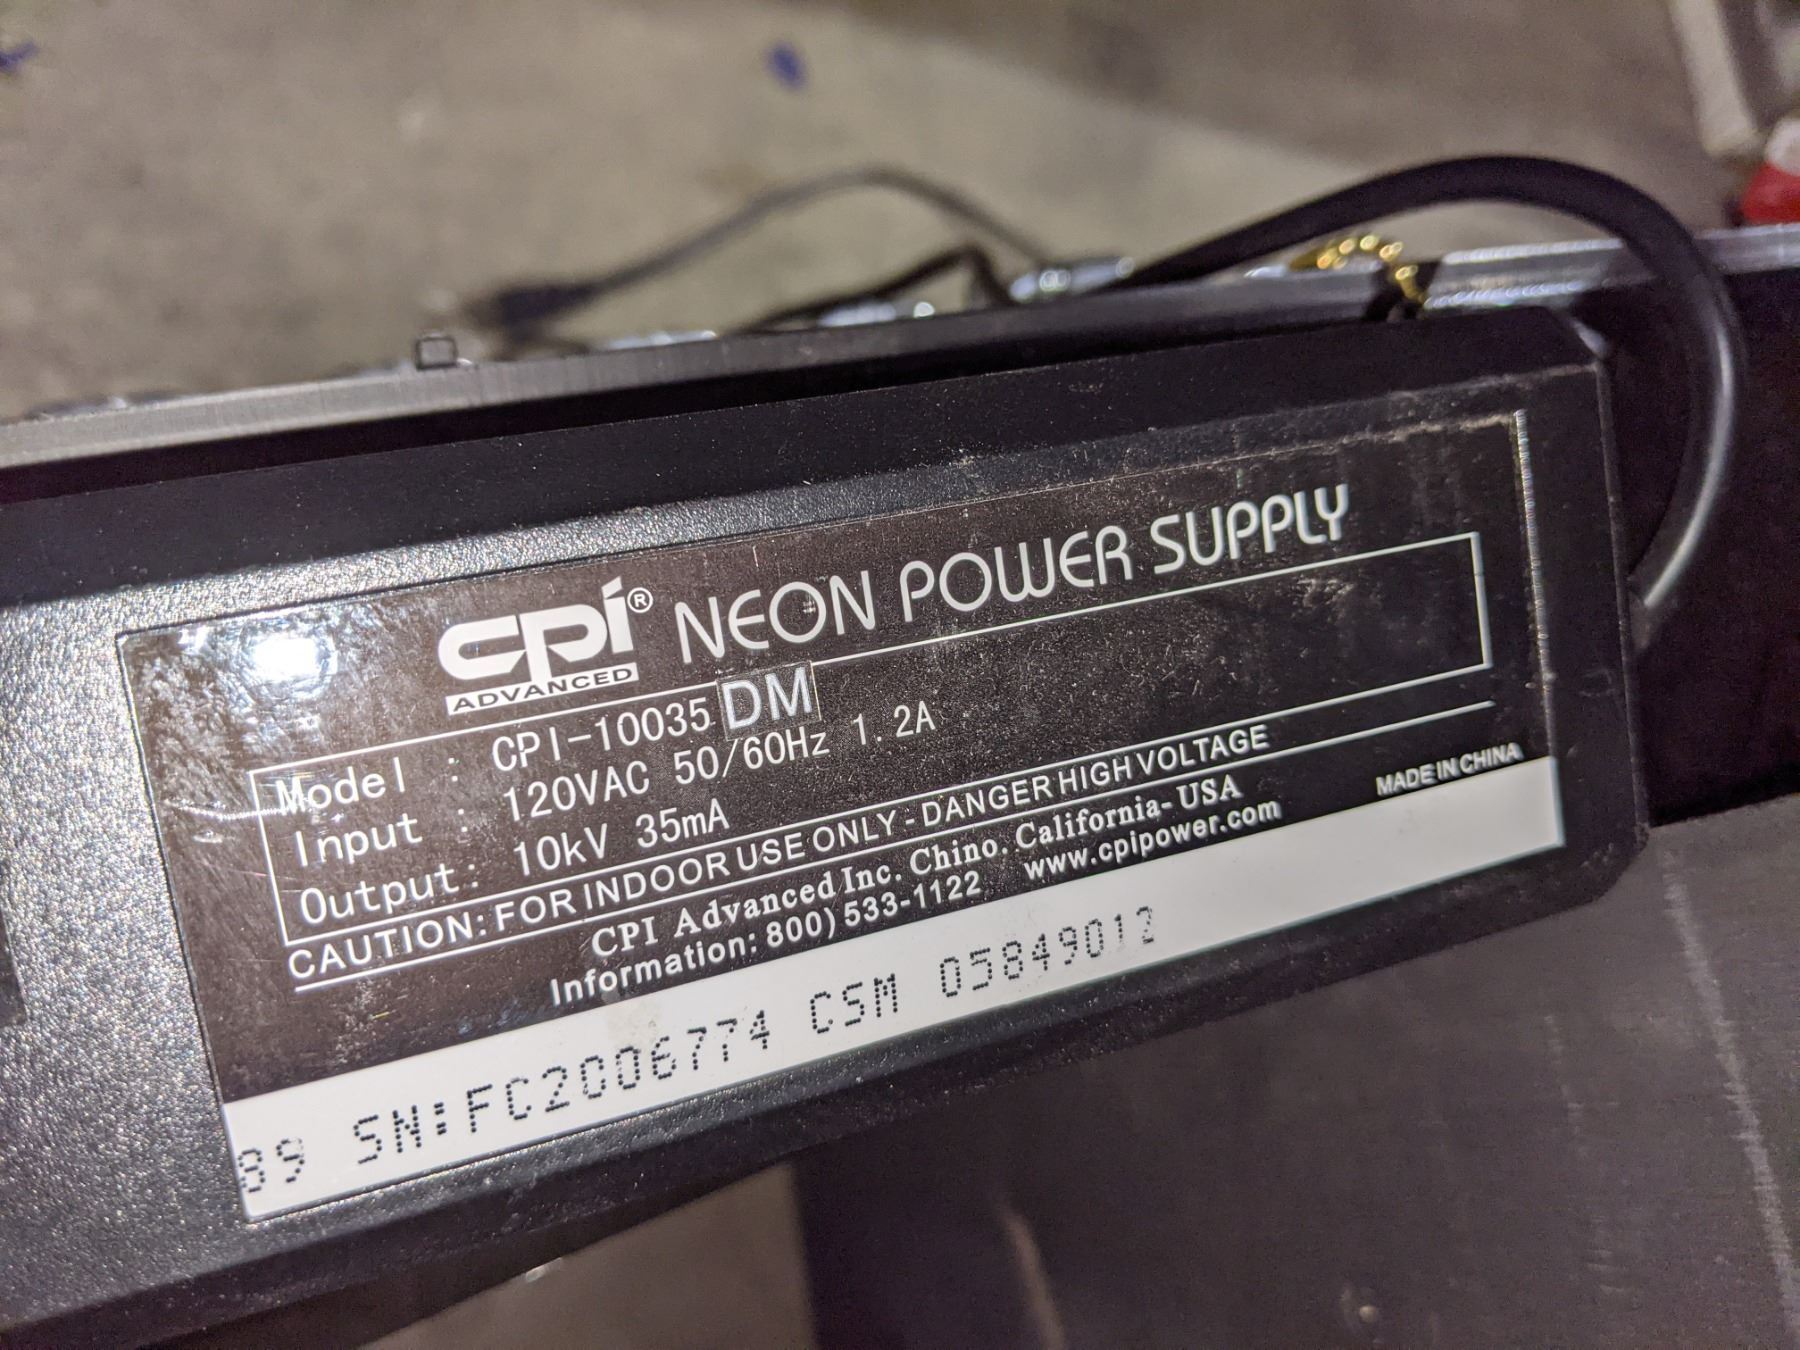 cpi® NEON POWER SUPPLY
ADVANCED
Model : CPI-10035 DM
Input : 120VAC 50/60Hz 1.2A
Output: 10kV 35mA
CAUTION: FOR INDOOR USE ONLY - DANGER HIGH VOLTAGE
CPI Advanced Inc. Chino. California- USA
Information: 800) 533-1122 www.cpipower.com
MADE IN CHINA
89 SN:FC2006774 CSM 05849012